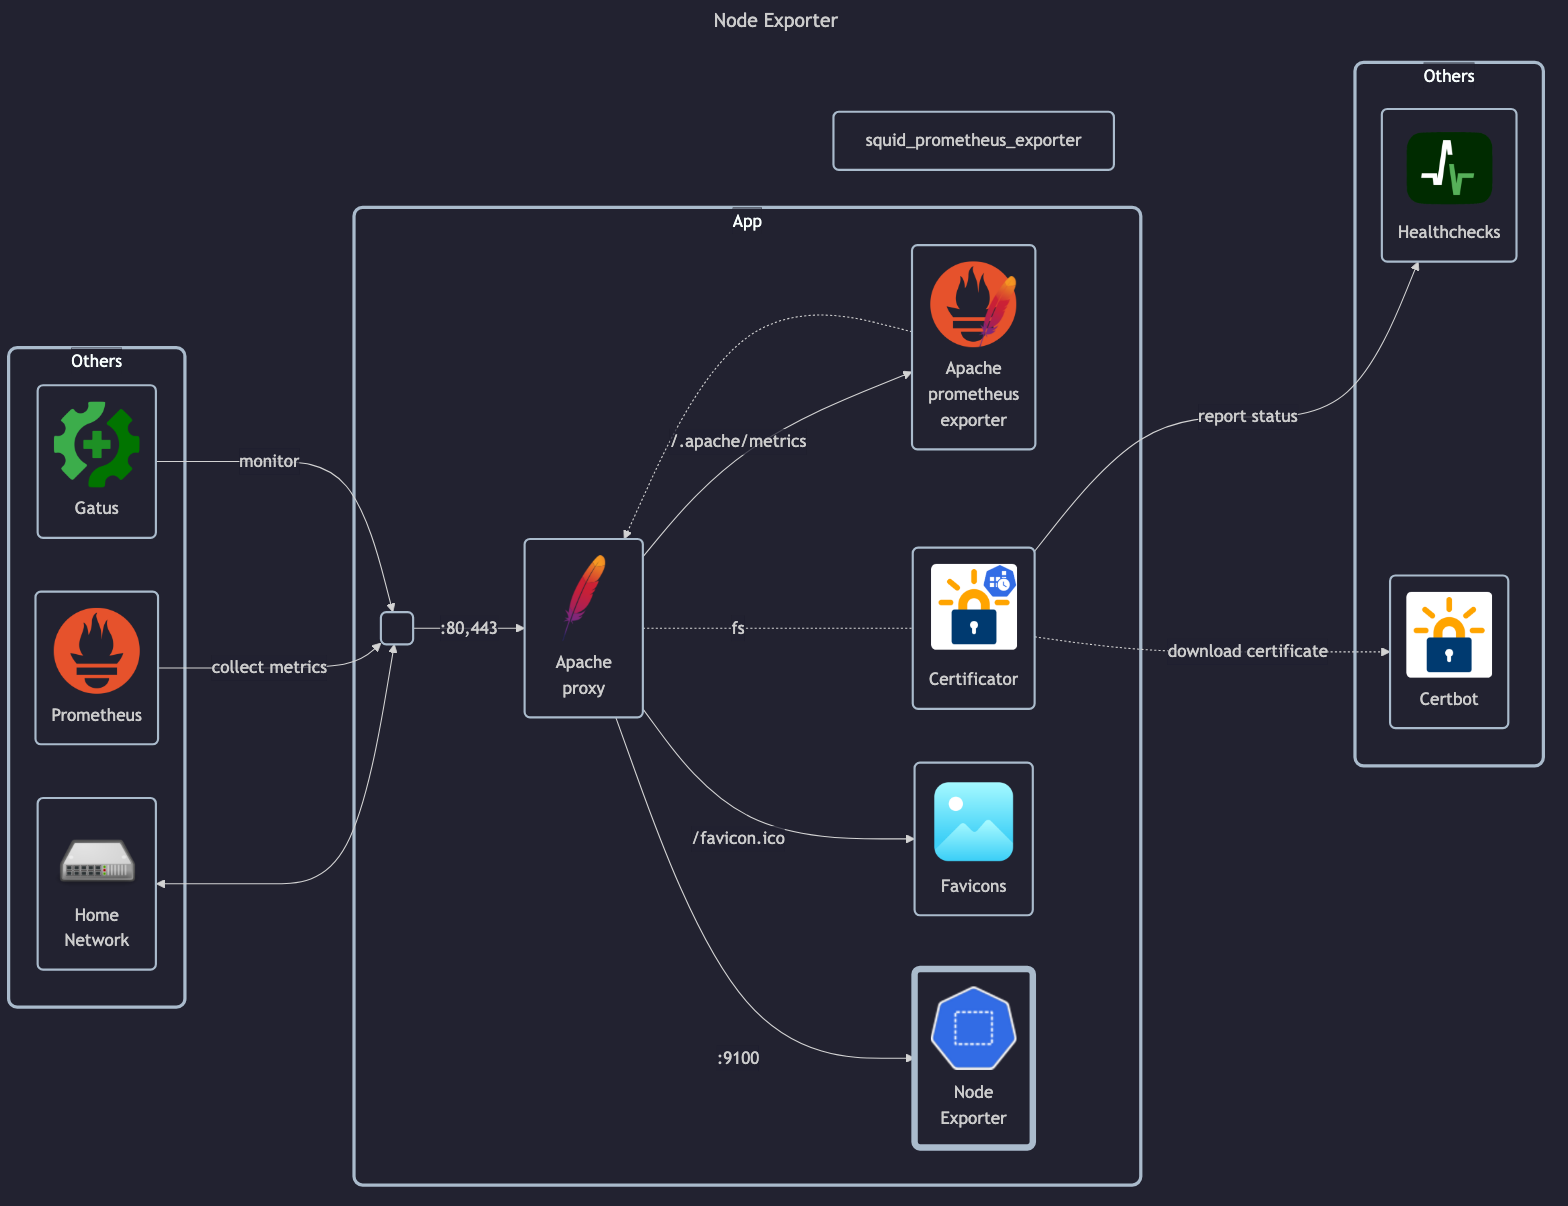 Node Exporter
Others
squid_prometheus_exporter
Healthchecks
App
Apache
prometheus
exporter
Others
Gatus
monitor
/.apache/metrics
report status
Prometheus
collect metrics
:80,443
Apache
proxy
fs
Certificator
download certificate
Certbot
Home
Network
/favicon.ico
Favicons
:9100
Node
Exporter